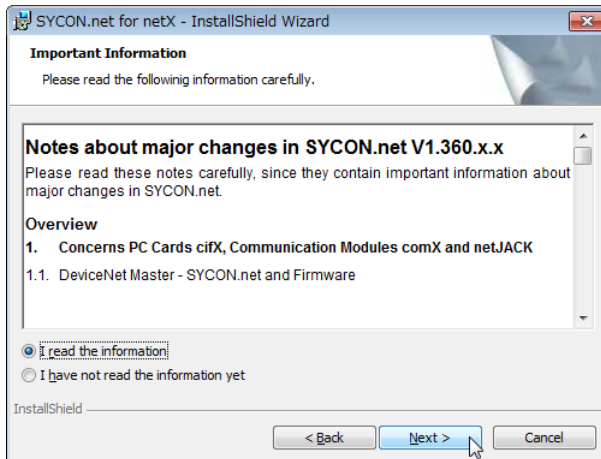 SYCON.net for netX - InstallShield Wizard
Important Information
Please read the followinig information carefully.
Notes about major changes in SYCON.net V1.360.x.x
Please read these notes carefully, since they contain important information about
major changes in SYCON.net.
Overview
1. Concerns PC Cards cifX, Communication Modules comX and netJACK
1.1. DeviceNet Master - SYCON.net and Firmware
I read the information
I have not read the information yet
InstallShield
< Back Next > Cancel